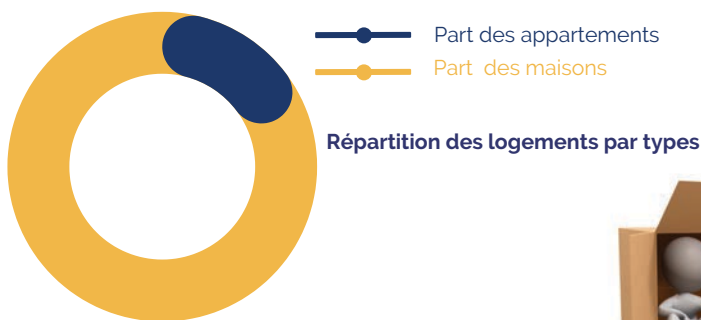 Part des appartements
Part des maisons
Répartition des logements par types